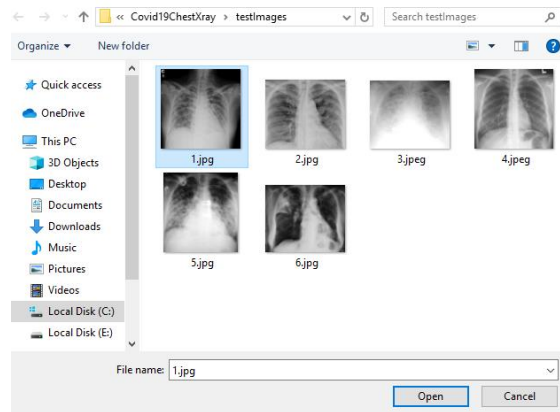 « Covid19ChestXray › testImages
Search testImages
Organize
New folder
Quick access
OneDrive
This PC
3D Objects
Desktop
Documents
Downloads
Music
Pictures
Videos
Local Disk (C:)
Local Disk (E:)
1.jpg
2.jpg
3.jpeg
4.jpeg
5.jpg
6.jpg
File name: 1.jpg
Open
Cancel